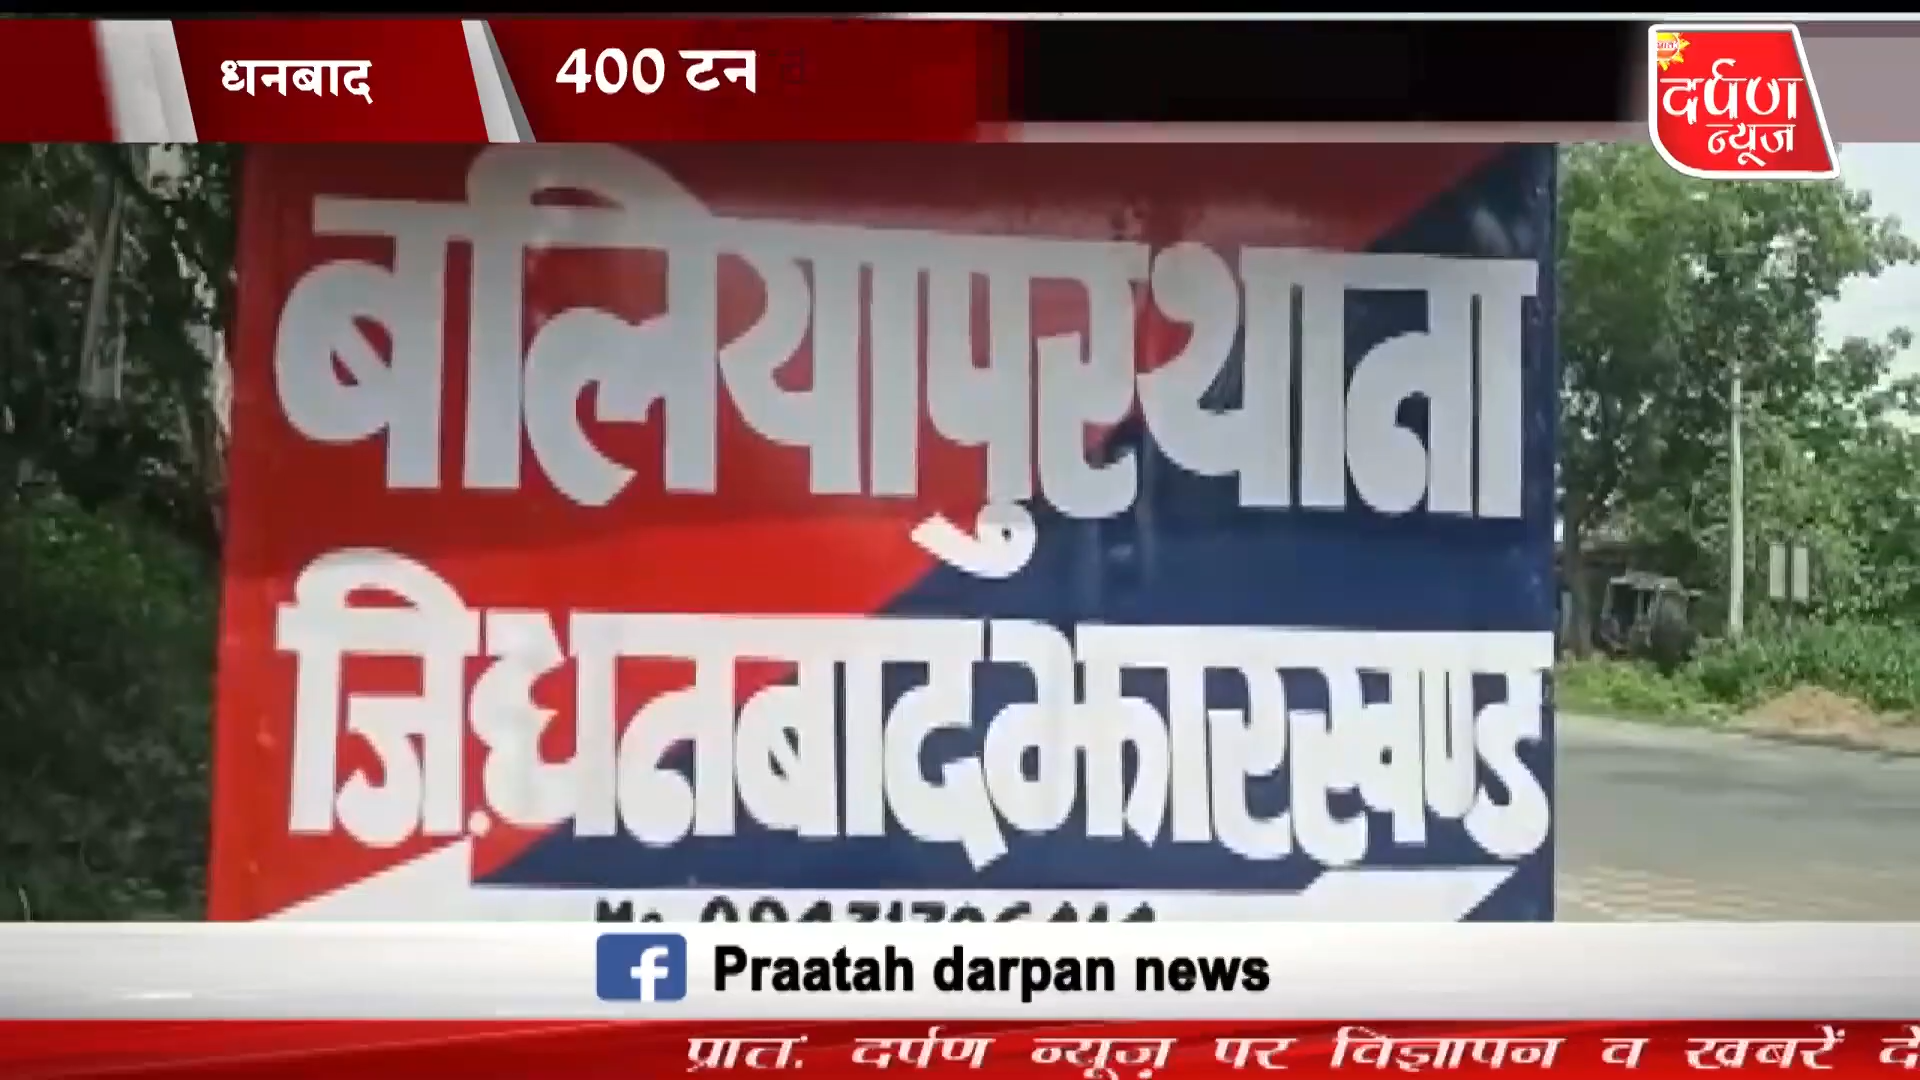 धनबाद
400 टन
प्रातः
दर्पण
न्यूज
बलियापुर थाना
जि. धनबाद झारखण्ड
Praatah darpan news
प्रातः दर्पण न्यूज़ पर विज्ञापन व खबरें दे